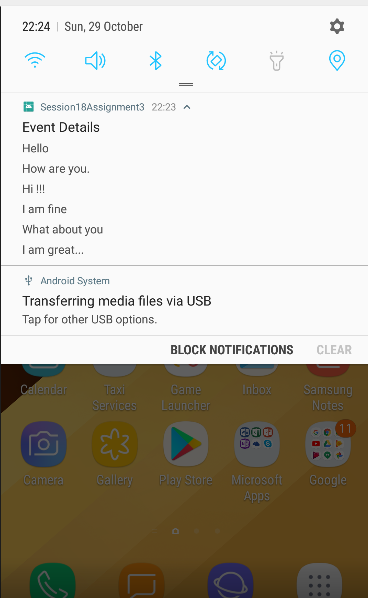 22:24 | Sun, 29 October
Session18Assignment3 22:23
Event Details
Hello
How are you.
Hi !!!
I am fine
What about you
I am great...
Android System
Transferring media files via USB
Tap for other USB options.
BLOCK NOTIFICATIONS CLEAR
Calendar Taxi Services Game Launcher Inbox Samsung Notes
11
Camera Gallery Play Store Microsoft Apps Google